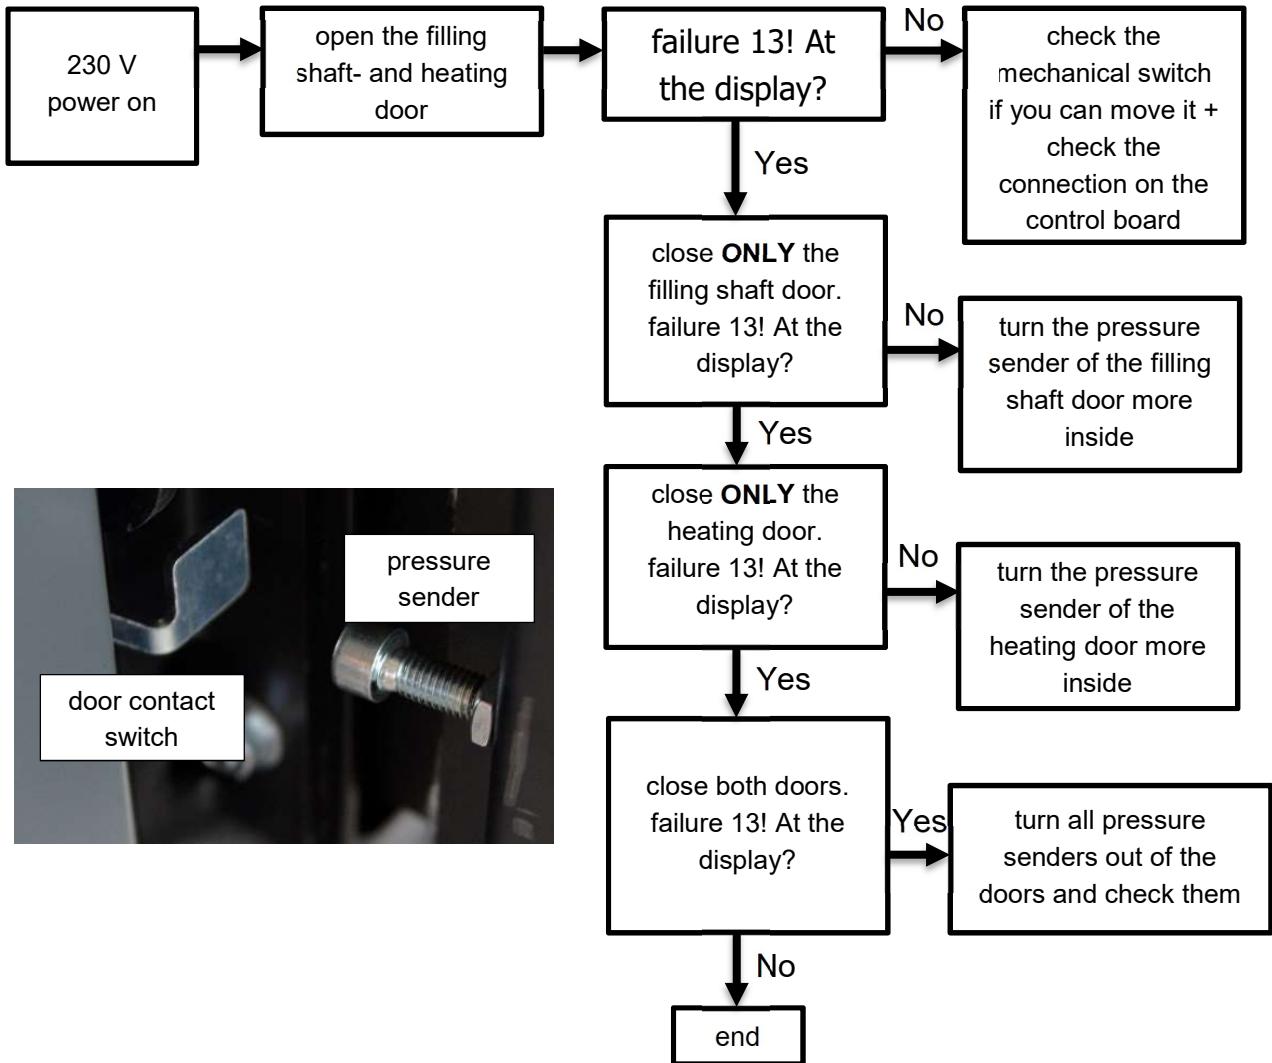 230 V
power on
open the filling
shaft- and heating
door
failure 13! At
the display?
No
check the
mechanical switch
if you can move it +
check the
connection on the
control board
Yes
close ONLY the
filling shaft door.
failure 13! At the
display?
No
turn the pressure
sender of the filling
shaft door more
inside
Yes
close ONLY the
heating door.
failure 13! At the
display?
No
turn the pressure
sender of the
heating door more
inside
pressure
sender
door contact
switch
Yes
close both doors.
failure 13! At the
display?
Yes
turn all pressure
senders out of the
doors and check them
No
end